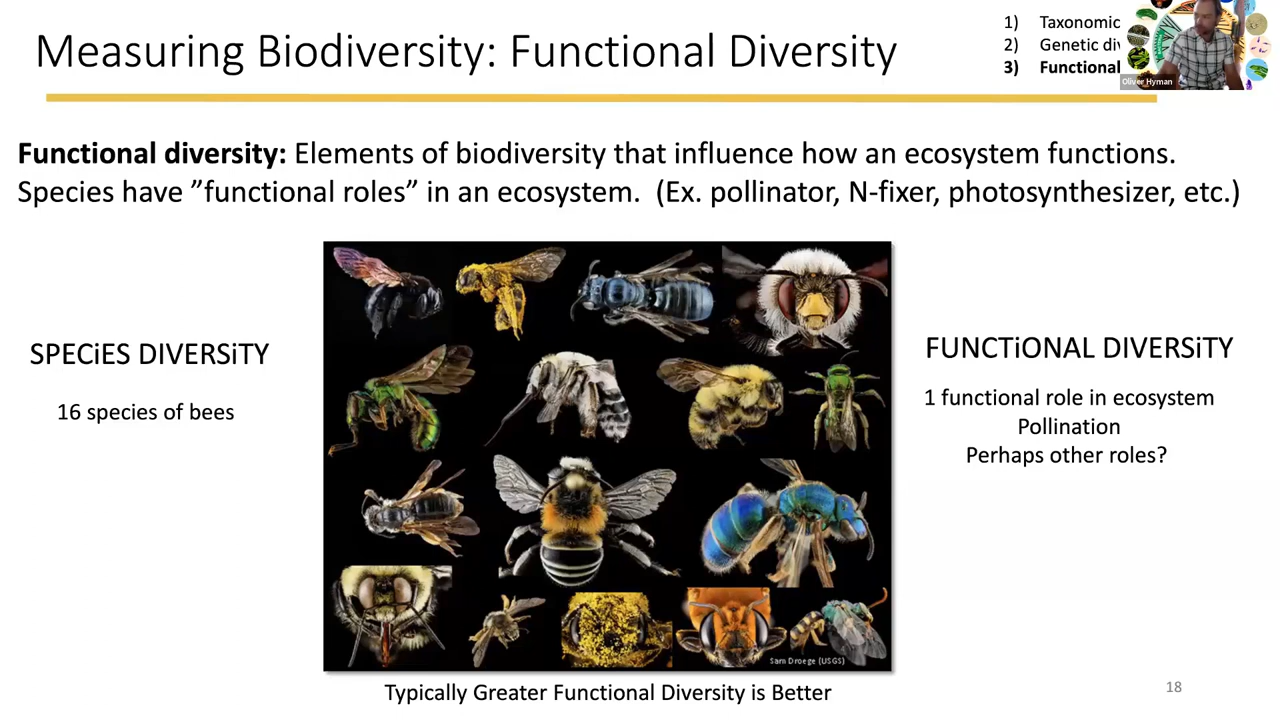 Measuring Biodiversity: Functional Diversity
1) Taxonomic
2) Genetic
3) Functional
Oliver Hyman
Functional diversity: Elements of biodiversity that influence how an ecosystem functions.
Species have ”functional roles” in an ecosystem. (Ex. pollinator, N-fixer, photosynthesizer, etc.)
SPECiES DIVERSiTY
16 species of bees
FUNCTiONAL DIVERSiTY
1 functional role in ecosystem
Pollination
Perhaps other roles?
Sam Droege (USGS)
Typically Greater Functional Diversity is Better
18